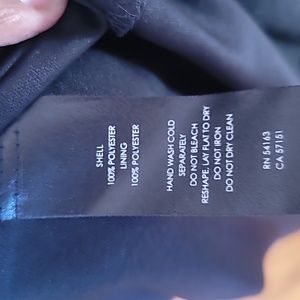 SHELL
100% POLYESTER
LINING
100% POLYESTER
HAND WASH COLD
SEPARATELY
DO NOT BLEACH
RESHAPE, LAY FLAT TO DRY
DO NOT IRON
DO NOT DRY CLEAN
RN 54163
CA 57151